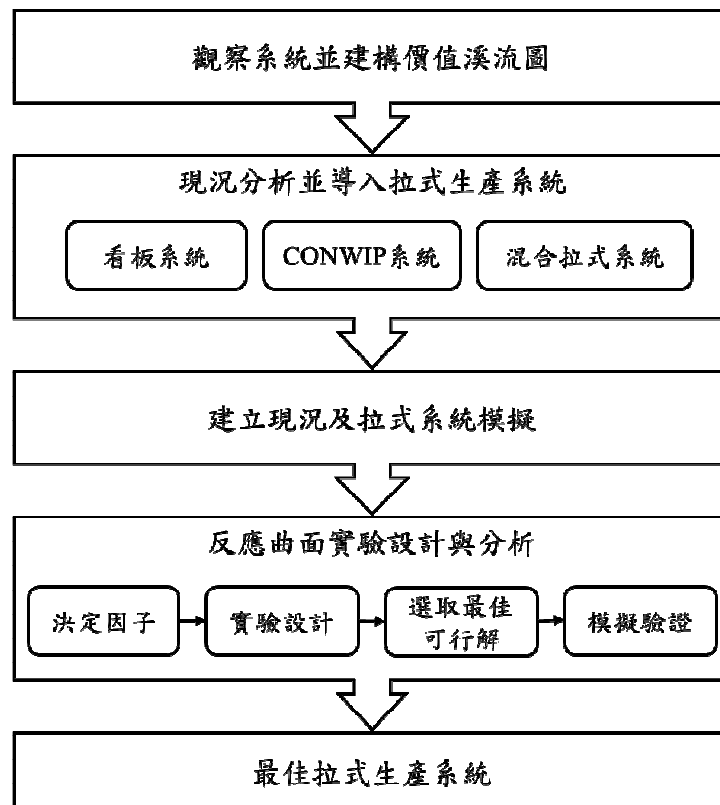 觀察系統並建構價值溪流圖
現況分析並導入拉式生產系統
看板系統
CONWIP系統
混合拉式系統
建立現況及拉式系統模擬
反應曲面實驗設計與分析
決定因子
實驗設計
選取最佳
可行解
模擬驗證
最佳拉式生產系統